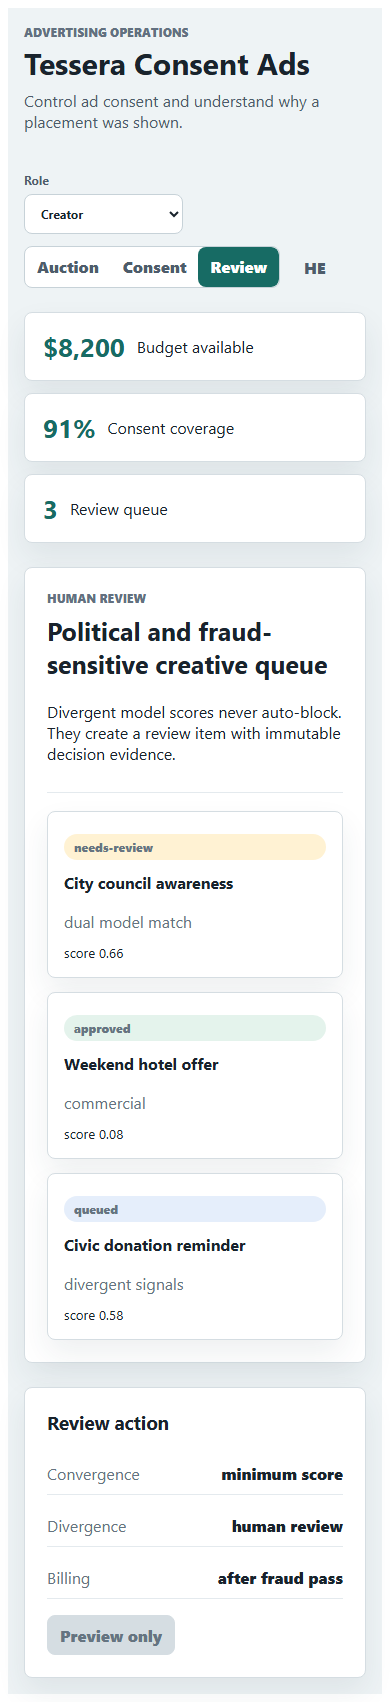 ADVERTISING OPERATIONS
Tessera Consent Ads
Control ad consent and understand why a
placement was shown.
Role
Creator
Auction Consent Review HE
$8,200 Budget available
91% Consent coverage
3 Review queue
HUMAN REVIEW
Political and fraud-
sensitive creative queue
Divergent model scores never auto-block.
They create a review item with immutable
decision evidence.
needs-review
City council awareness
dual model match
score 0.66
approved
Weekend hotel offer
commercial
score 0.08
queued
Civic donation reminder
divergent signals
score 0.58
Review action
Convergence minimum score
Divergence human review
Billing after fraud pass
Preview only